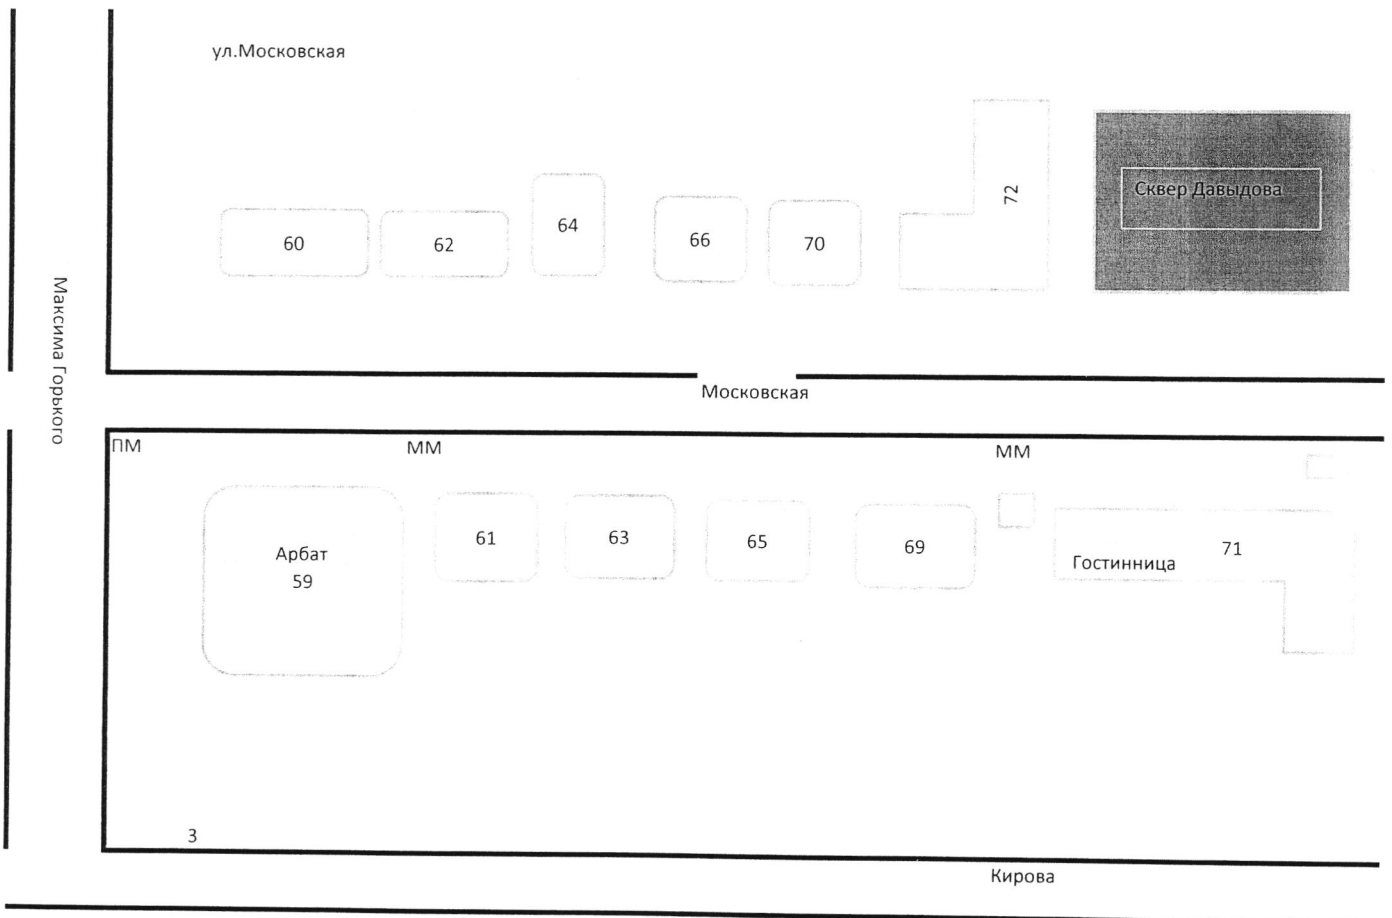 ул.Московская
Сквер Давыдова
72
64
60
62
66
70
Максима Горького
Московская
ПМ
ММ
ММ
61
63
65
69
71
Арбат
59
Гостинница
3
Кирова